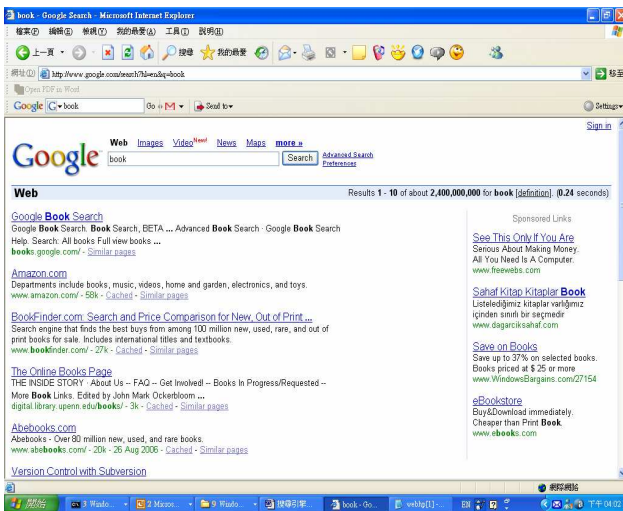 book - Google Search - Microsoft Internet Explorer
檔案(F) 編輯(E) 檢視(V) 我的最愛(A) 工具(T) 說明(H)
上一頁 搜尋 我的最愛
網址(D) http://www.google.com/search?hl=en&q=book 移至
Open PDF in Word
Google G book Go Send to Settings
Sign in
Web Images Video New! News Maps more »
Google book Search Advanced Search
Preferences
Web Results 1 - 10 of about 2,400,000,000 for book [definition]. (0.24 seconds)
Google Book Search
Google Book Search. Book Search, BETA ... Advanced Book Search · Google Book Search
Help. Search: All books Full view books ...
books.google.com/ - Similar pages
Amazon.com
Departments include books, music, videos, home and garden, electronics, and toys.
www.amazon.com/ - 58k - Cached - Similar pages
BookFinder.com: Search and Price Comparison for New, Out of Print ...
Search engine that finds the best buys from among 100 million new, used, rare, and out of
print books for sale. Includes international titles and textbooks.
www.bookfinder.com/ - 27k - Cached - Similar pages
The Online Books Page
THE INSIDE STORY · About Us -- FAQ -- Get Involved! -- Books In Progress/Requested --
More Book Links. Edited by John Mark Ockerbloom ...
digital.library.upenn.edu/books/ - 3k - Cached - Similar pages
Abebooks.com
Abebooks - Over 80 million new, used, and rare books.
www.abebooks.com/ - 20k - 26 Aug 2006 - Cached - Similar pages
Version Control with Subversion
Sponsored Links
See This Only If You Are
Serious About Making Money.
All You Need Is A Computer.
www.freewebs.com
Sahaf Kitap Kitaplar Book
Listelediğimiz kitaplar varlığımız
içinden sınırlı bir seçmedir
www.dagarciksahaf.com
Save on Books
Save up to 37% on selected books.
Books priced at $ 25 or more
www.WindowsBargains.com/27154
eBookstore
Buy&Download immediately.
Cheaper than Print Book.
www.ebooks.com
網際網路
開始 3 Windo... 2 Micros... 9 Windo... 搜尋引擎... book - Go... webhp[1] -... EN 下午 04:02